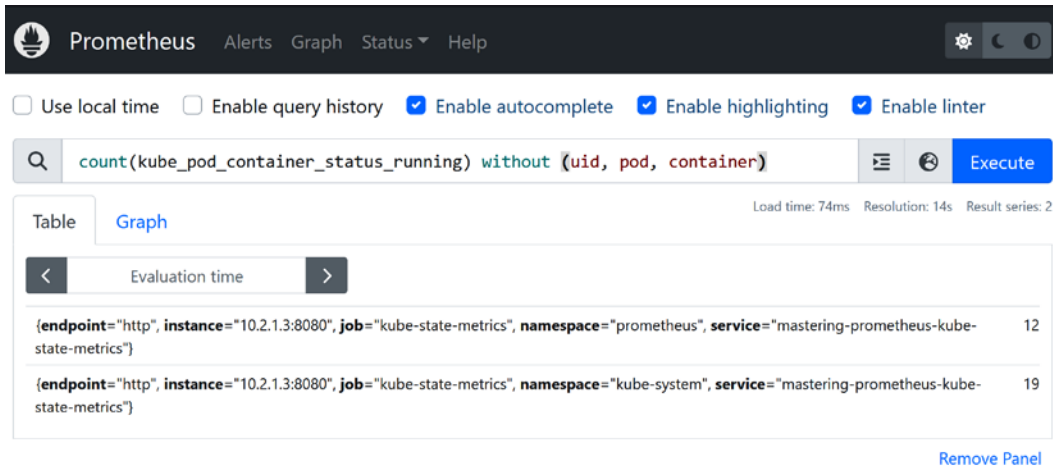 Prometheus Alerts Graph Status Help
Use local time Enable query history Enable autocomplete Enable highlighting Enable linter
count(kube_pod_container_status_running) without (uid, pod, container) Execute
Load time: 74ms Resolution: 14s Result series: 2
Table Graph
Evaluation time
{endpoint="http", instance="10.2.1.3:8080", job="kube-state-metrics", namespace="prometheus", service="mastering-prometheus-kube- 12
state-metrics"}
{endpoint="http", instance="10.2.1.3:8080", job="kube-state-metrics", namespace="kube-system", service="mastering-prometheus-kube- 19
state-metrics"}
Remove Panel